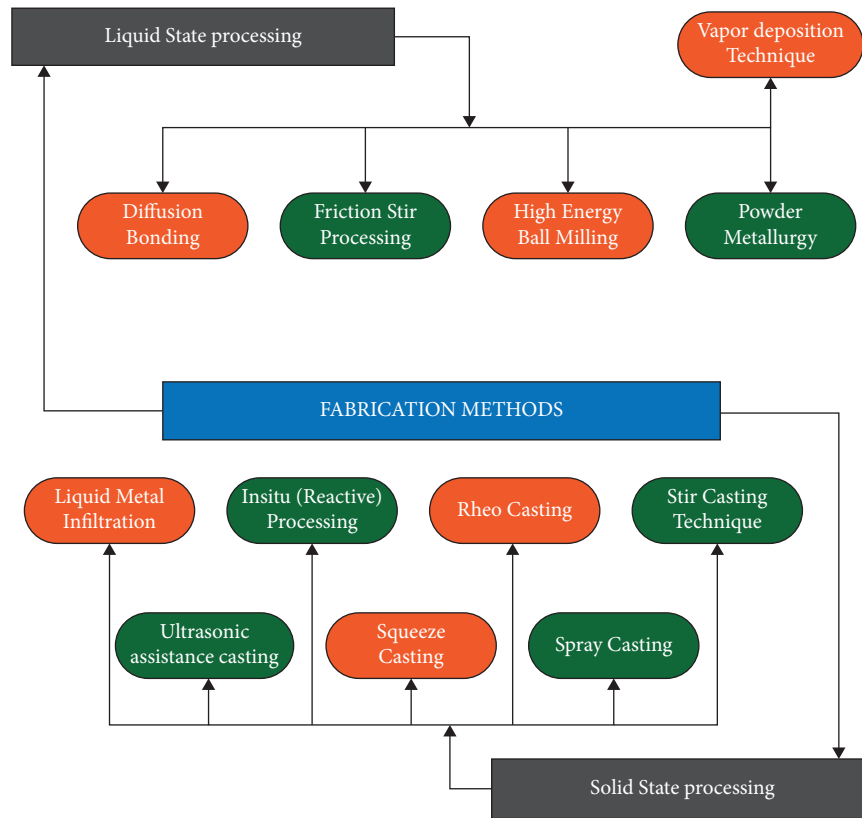 Liquid State processing
Vapor deposition
Technique
Diffusion
Bonding
Friction Stir
Processing
High Energy
Ball Milling
Powder
Metallurgy
FABRICATION METHODS
Liquid Metal
Infiltration
Insitu (Reactive)
Processing
Rheo Casting
Stir Casting
Technique
Ultrasonic
assistance casting
Squeeze
Casting
Spray Casting
Solid State processing